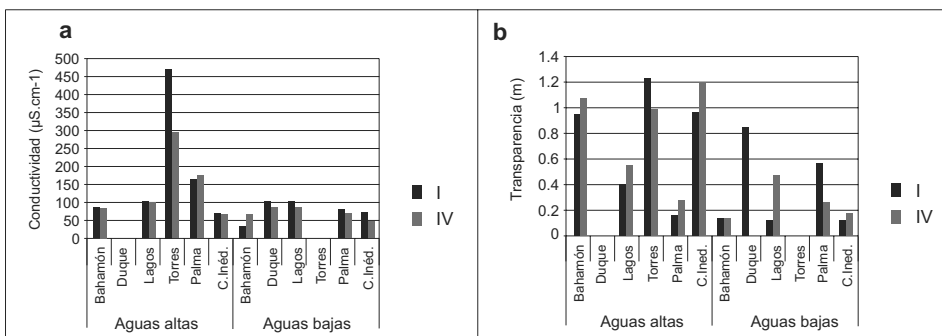 a
Conductividad (µS.cm-1)
500
450
400
350
300
250
200
150
100
50
0
Bahamón
Duque
Lagos
Torres
Palma
C.Inéd.
Bahamón
Duque
Lagos
Torres
Palma
C.Inéd.
Aguas altas
Aguas bajas
I
IV
b
Transparencia (m)
1.4
1.2
1
0.8
0.6
0.4
0.2
0
Bahamón
Duque
Lagos
Torres
Palma
C.Ined.
Bahamón
Duque
Lagos
Torres
Palma
C.Ined.
Aguas altas
Aguas bajas
I
IV